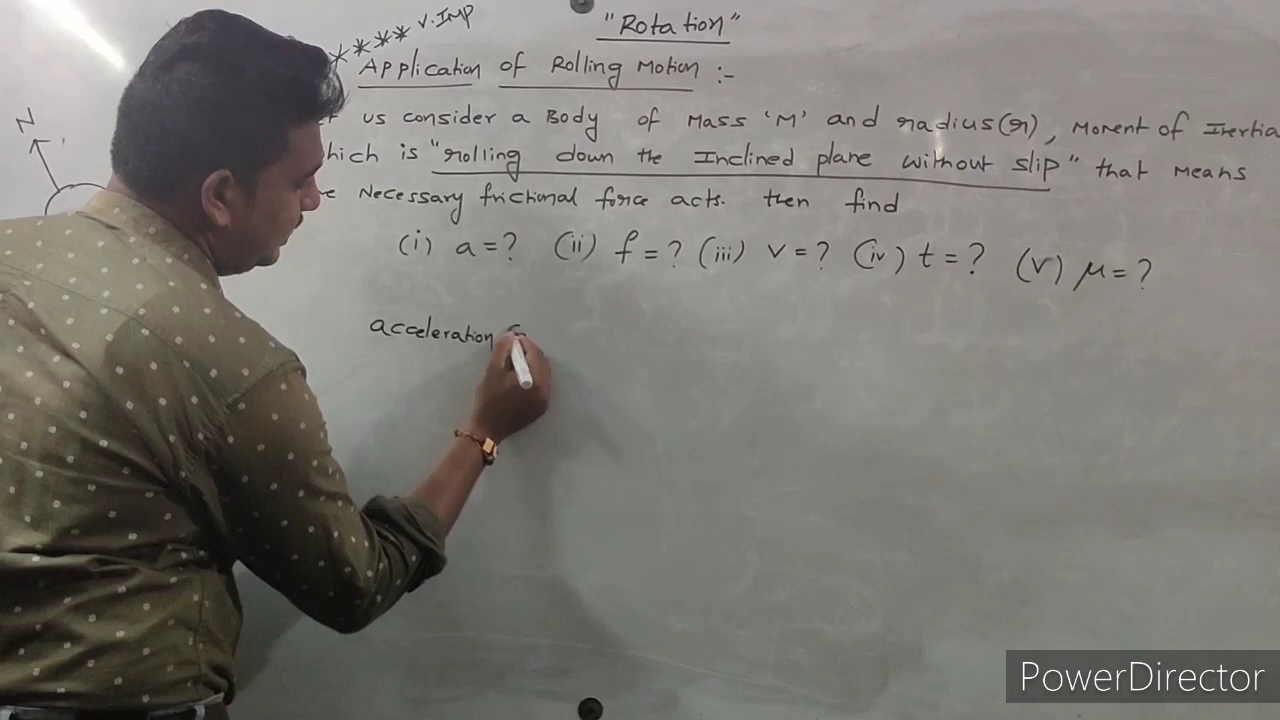 **** V.IMP
"Rotation"
Application of Rolling Motion :-
us consider a Body of Mass 'M' and radius(r), Moment of Inertia
hich is "rolling down the Inclined plane without slip" that means
Necessary frictional force acts. then find
(i) a=? (ii) f=? (iii) v=? (iv) t=? (v) μ=?
N
acceleration
PowerDirector